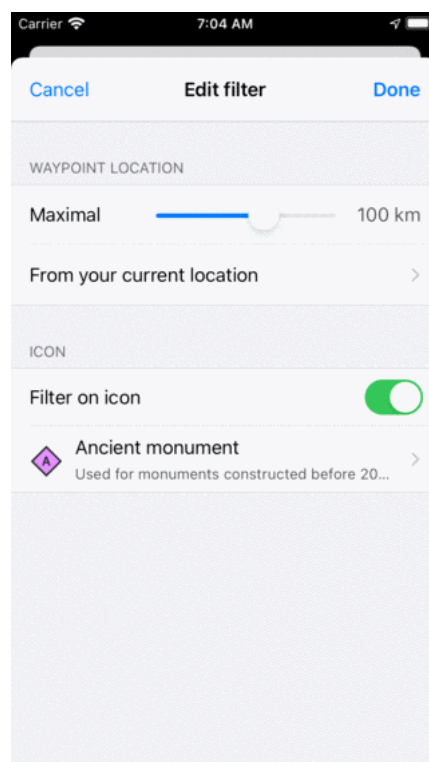 Carrier 7:04 AM
Cancel Edit filter Done
WAYPOINT LOCATION
Maximal 100 km
From your current location
ICON
Filter on icon
A Ancient monument
Used for monuments constructed before 20...